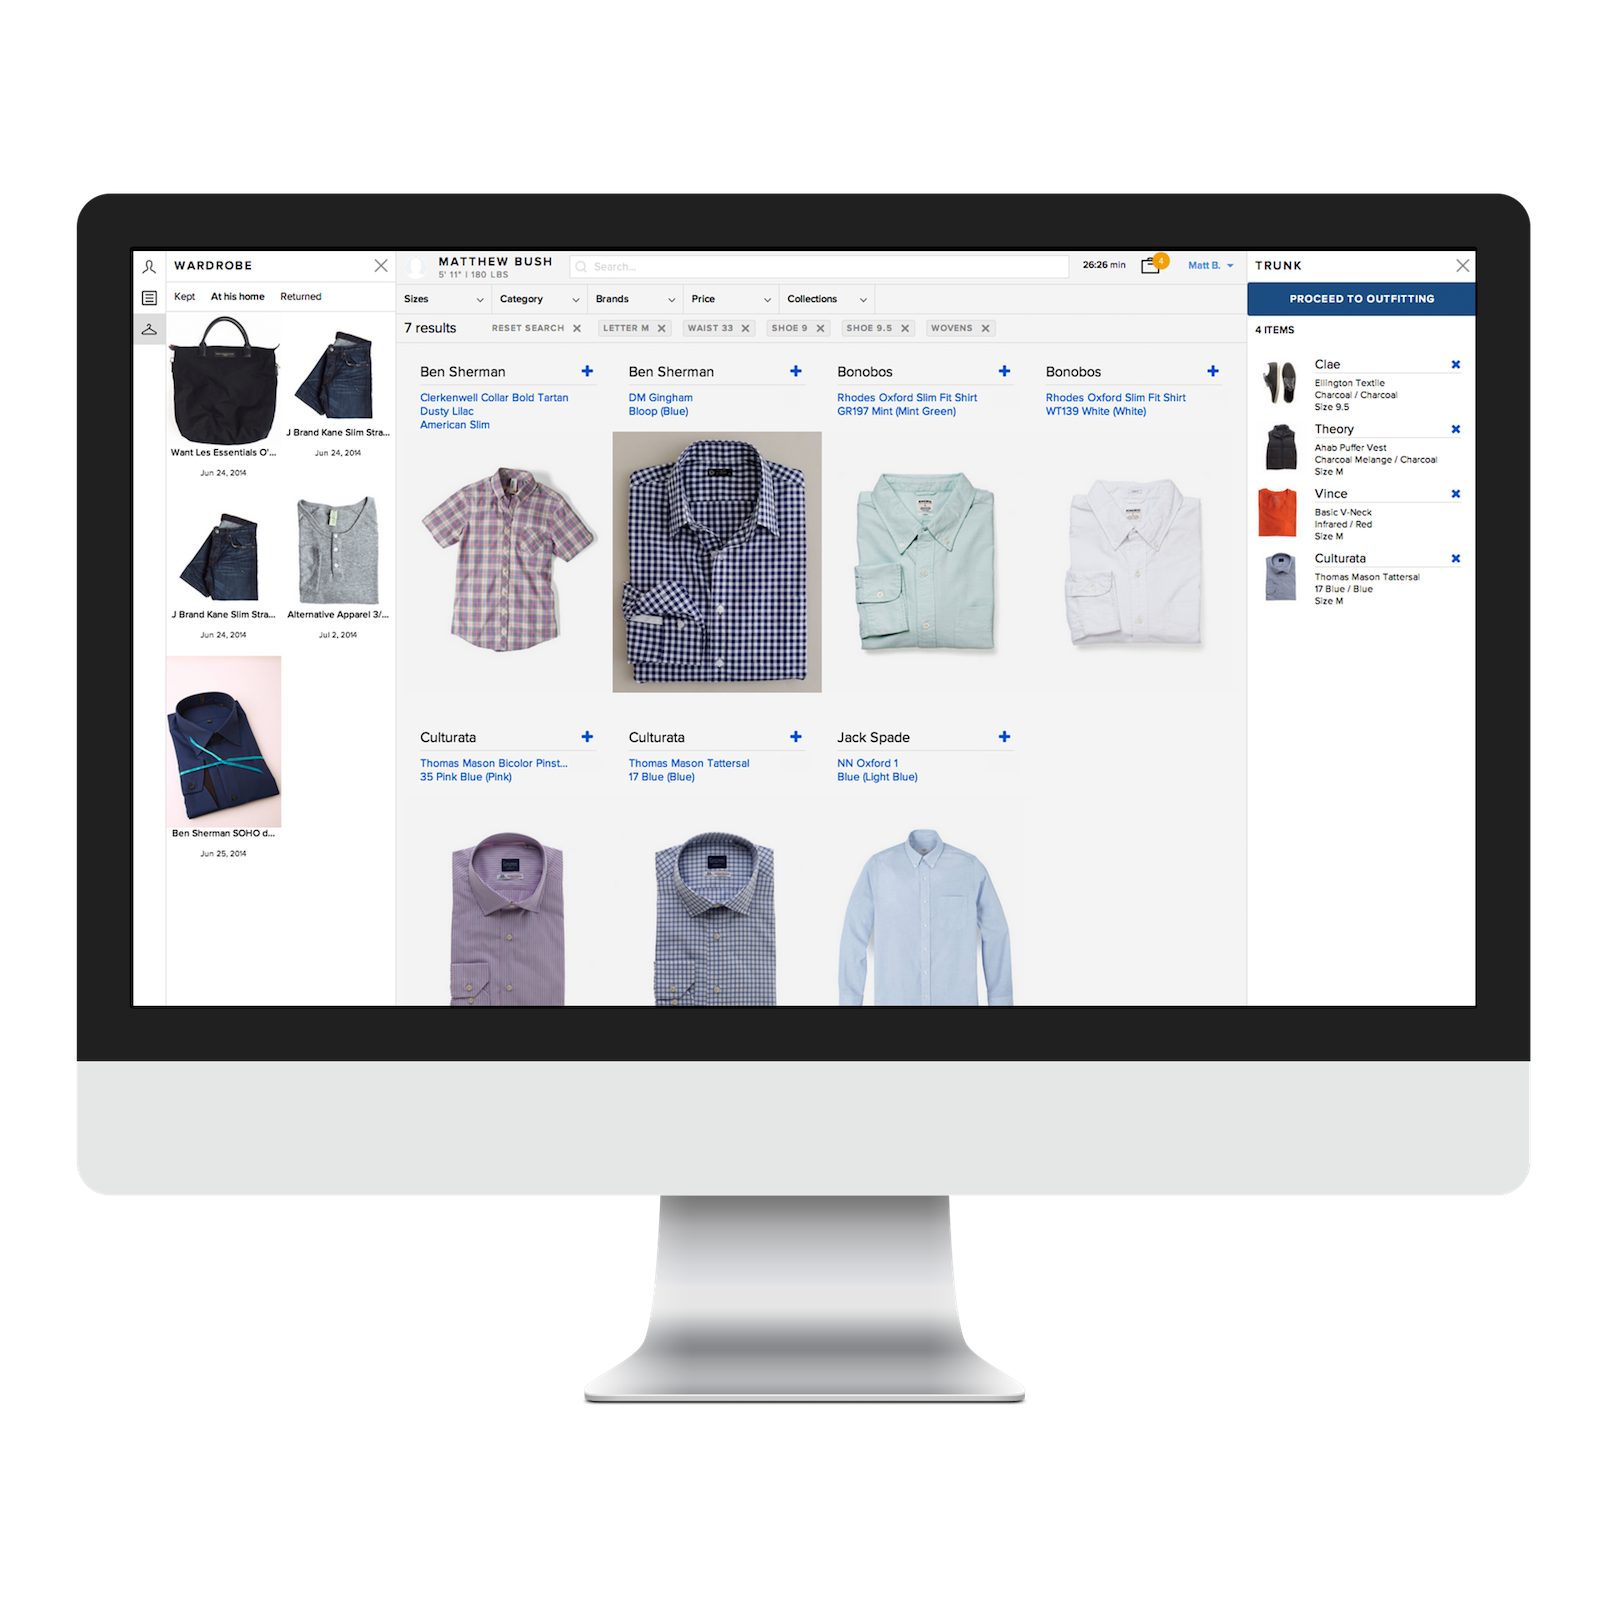 WARDROBE
Kept At his home Returned
Want Les Essentials O'...
Jun 24, 2014
J Brand Kane Slim Stra...
Jun 24, 2014
J Brand Kane Slim Stra...
Jun 24, 2014
Alternative Apparel 3/...
Jul 2, 2014
Ben Sherman SOHO d...
Jun 25, 2014
MATTHEW BUSH
5' 11" | 180 LBS
Search...
26:26 min
4
Matt B.
Sizes Category Brands Price Collections
7 results RESET SEARCH LETTER M WAIST 33 SHOE 9 SHOE 9.5 WOVENS
Ben Sherman
Clerkenwell Collar Bold Tartan
Dusty Lilac
American Slim
Ben Sherman
DM Gingham
Bloop (Blue)
Bonobos
Rhodes Oxford Slim Fit Shirt
GR197 Mint (Mint Green)
Bonobos
Rhodes Oxford Slim Fit Shirt
WT139 White (White)
Culturata
Thomas Mason Bicolor Pinst...
35 Pink Blue (Pink)
Culturata
Thomas Mason Tattersal
17 Blue (Blue)
Jack Spade
NN Oxford 1
Blue (Light Blue)
TRUNK
PROCEED TO OUTFITTING
4 ITEMS
Clae
Ellington Textile
Charcoal / Charcoal
Size 9.5
Theory
Ahab Puffer Vest
Charcoal Melange / Charcoal
Size M
Vince
Basic V-Neck
Infrared / Red
Size M
Culturata
Thomas Mason Tattersal
17 Blue / Blue
Size M